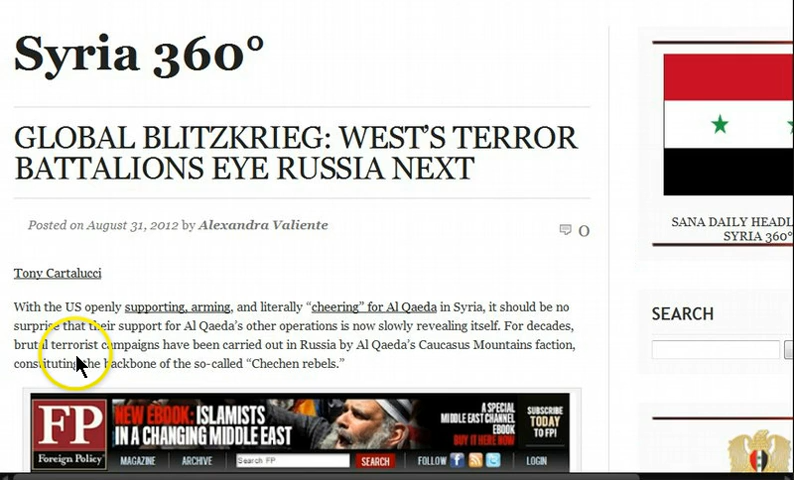 Syria 360°
GLOBAL BLITZKRIEG: WEST'S TERROR
BATTALIONS EYE RUSSIA NEXT
Posted on August 31, 2012 by Alexandra Valiente
0
Tony Cartalucci
With the US openly supporting, arming, and literally “cheering” for Al Qaeda in Syria, it should be no
surprise that their support for Al Qaeda's other operations is now slowly revealing itself. For decades,
brutal terrorist campaigns have been carried out in Russia by Al Qaeda's Caucasus Mountains faction,
constituting the backbone of the so-called “Chechen rebels.”
FP
Foreign Policy
NEW EBOOK: ISLAMISTS
IN A CHANGING MIDDLE EAST
A SPECIAL
MIDDLE EAST CHANNEL
EBOOK
BUY IT HERE NOW
SUBSCRIBE
TODAY
TO FP!
MAGAZINE
ARCHIVE
Search FP
SEARCH
FOLLOW
LOGIN
SANA DAILY HEADL
SYRIA 360°
SEARCH